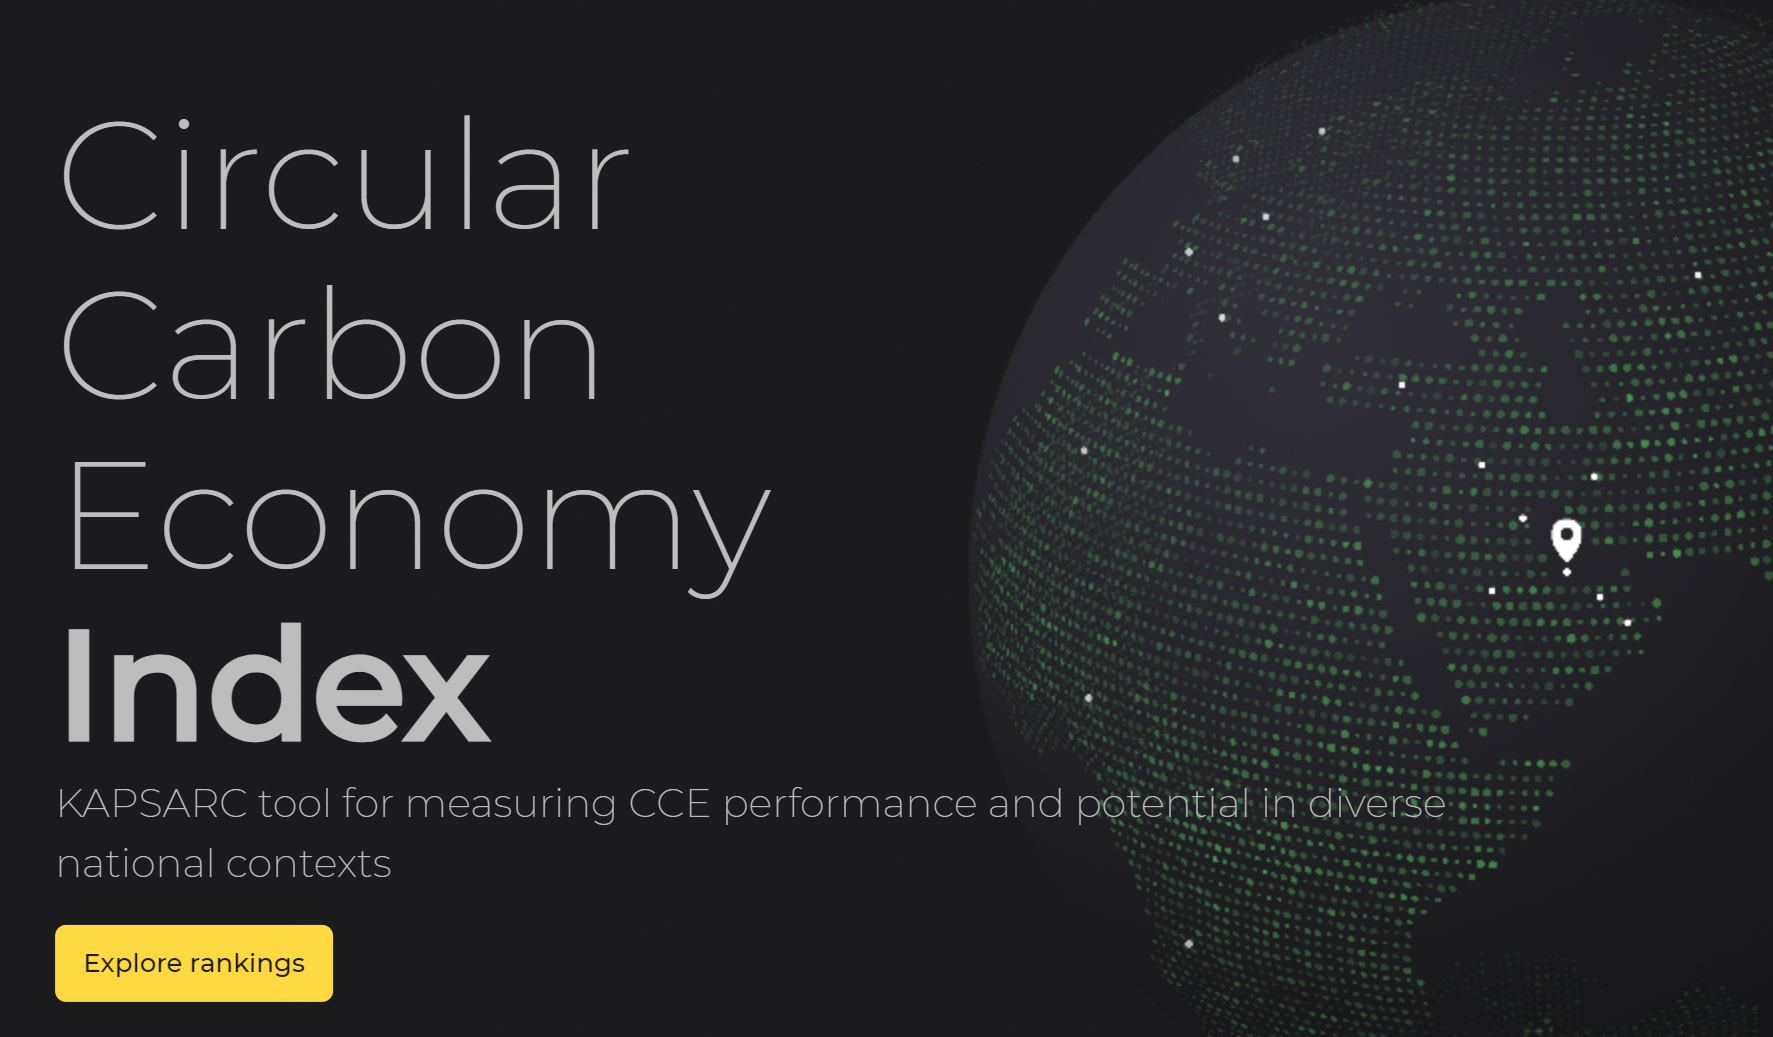 Circular
Carbon
Economy
Index
KAPSARC tool for measuring CCE performance and potential in diverse
national contexts
Explore rankings